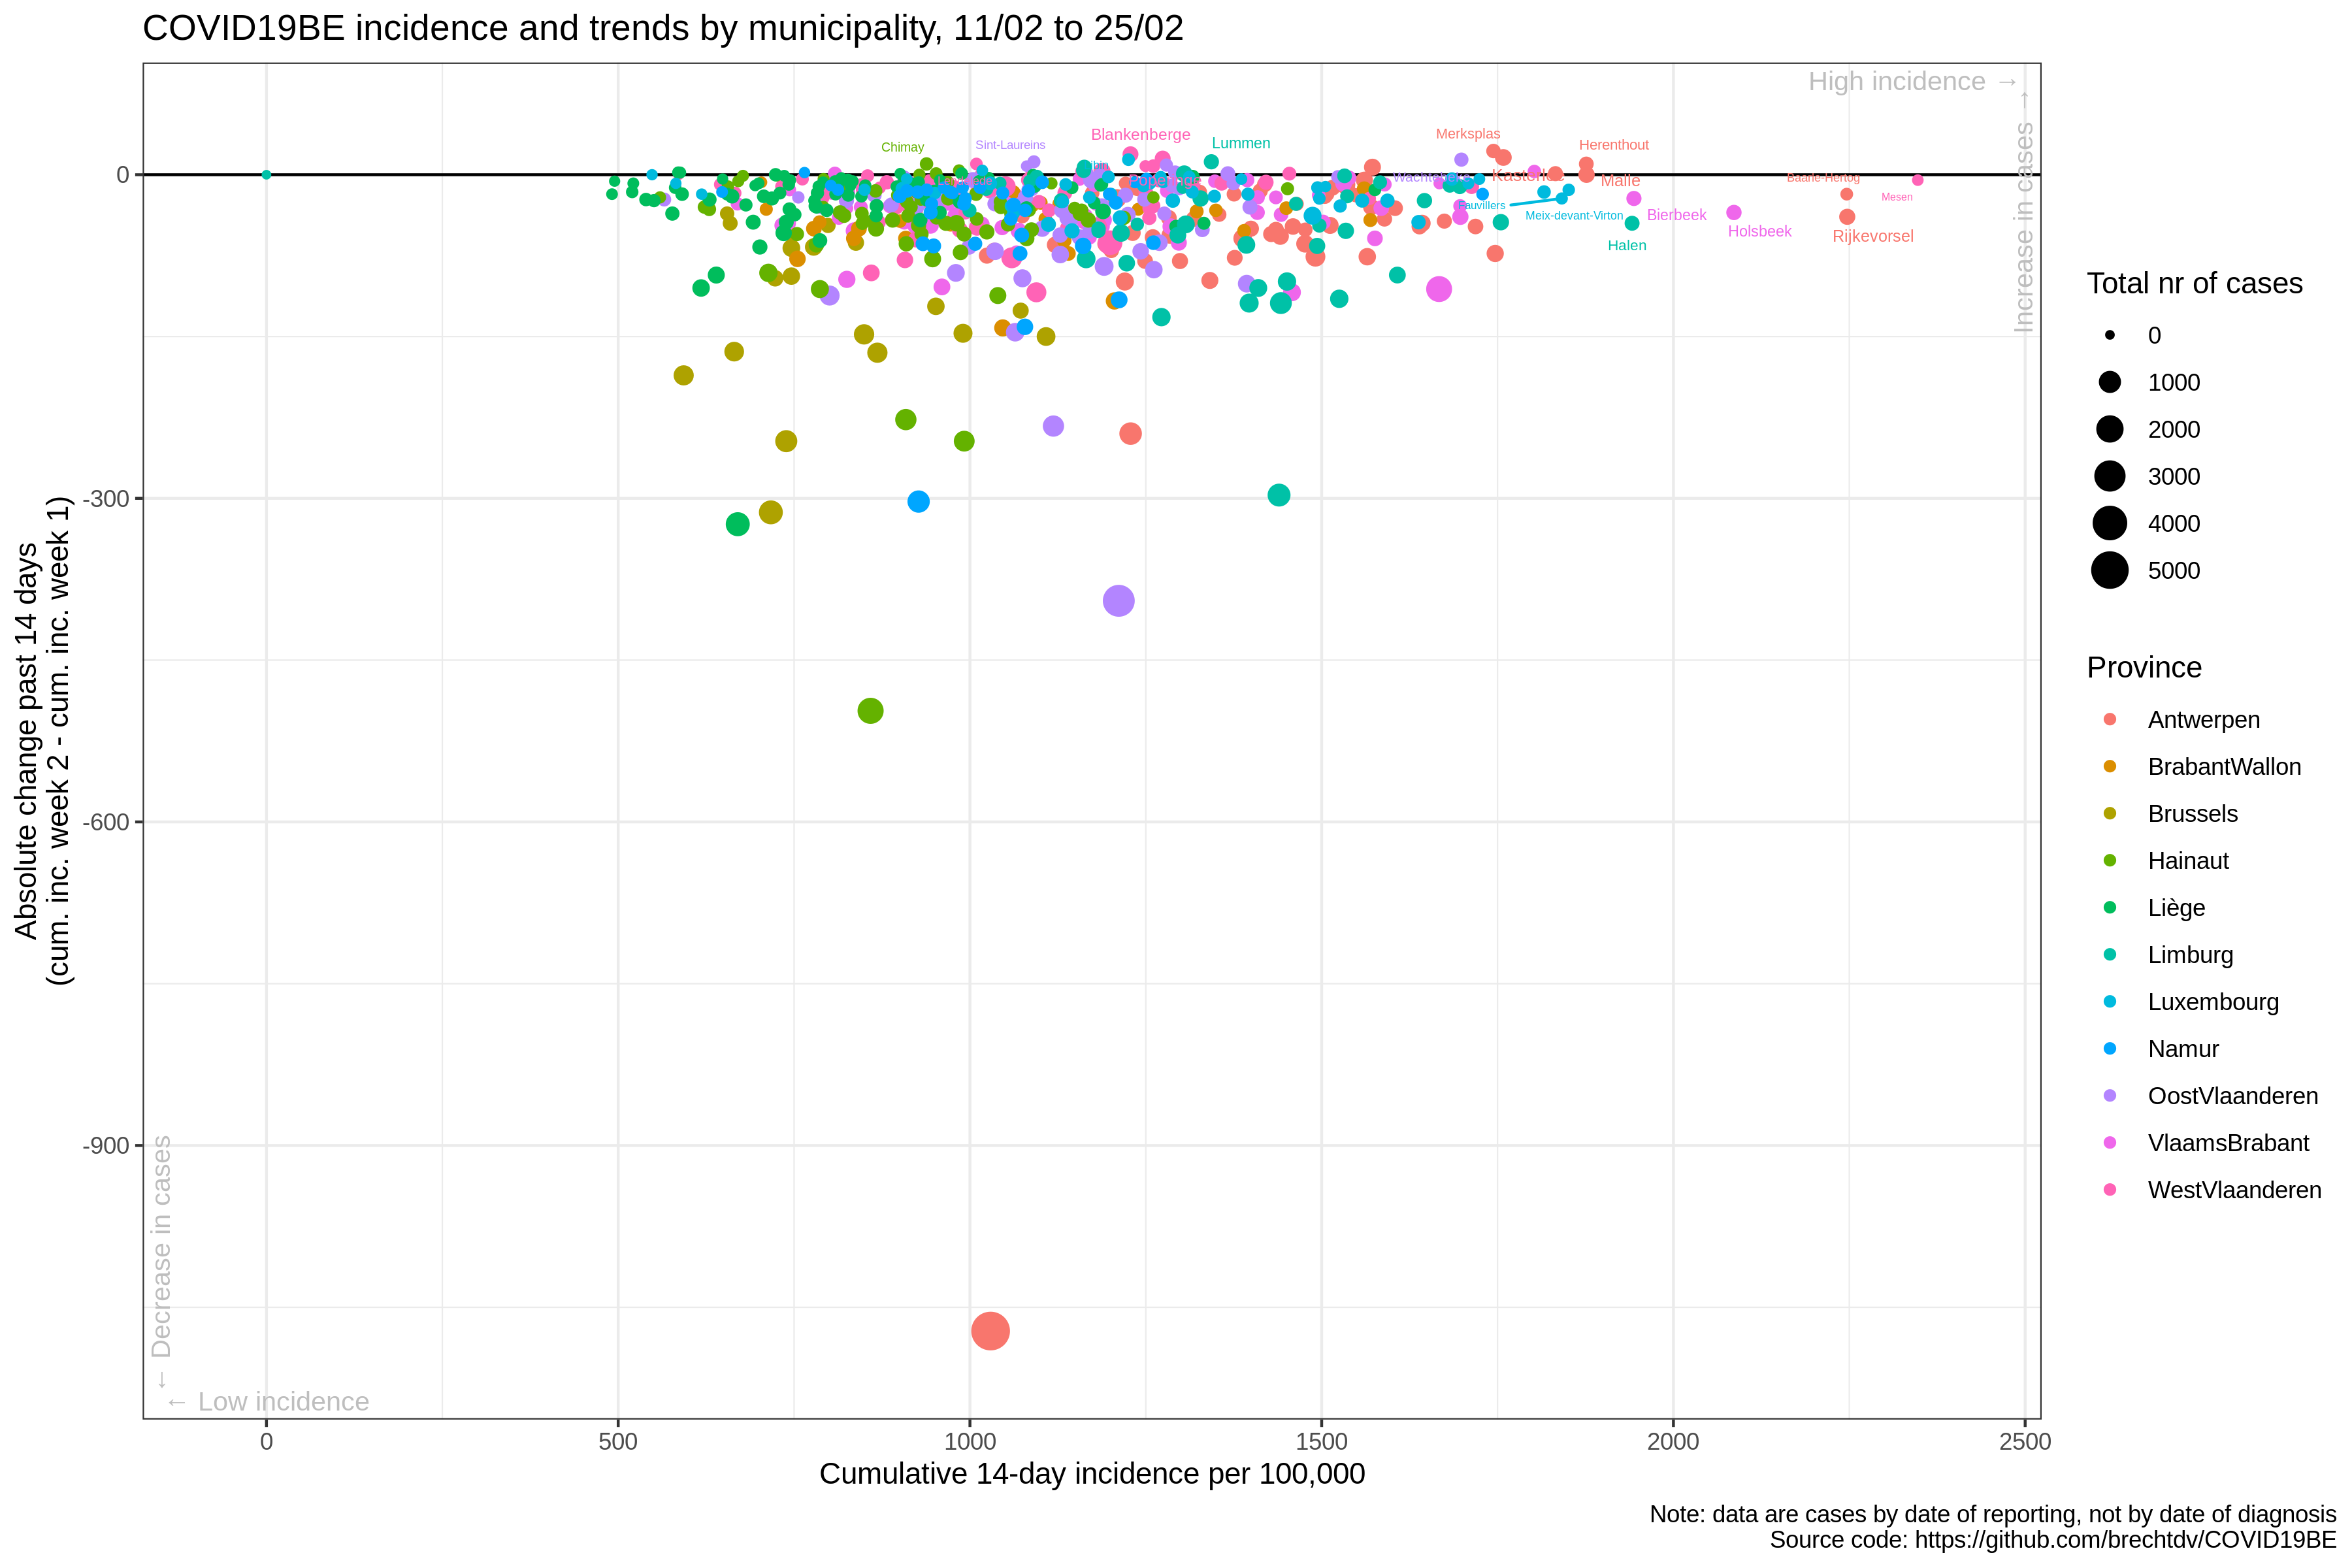 COVID19BE incidence and trends by municipality, 11/02 to 25/02
High incidence →
Increase in cases →
Merksplas
Blankenberge
Lummen
Herenthout
Sint-Laureins
Chimay
0
Malle
Baarle-Hertog
Mesen
Fauvillers
Meix-devant-Virton
Bierbeek
Holsbeek
Rijkevorsel
Halen
-300
-600
-900
Absolute change past 14 days
(cum. inc. week 2 - cum. inc. week 1)
← Decrease in cases
← Low incidence
0
500
1000
1500
2000
2500
Cumulative 14-day incidence per 100,000
Total nr of cases
0
1000
2000
3000
4000
5000
Province
Antwerpen
BrabantWallon
Brussels
Hainaut
Liège
Limburg
Luxembourg
Namur
OostVlaanderen
VlaamsBrabant
WestVlaanderen
Note: data are cases by date of reporting, not by date of diagnosis
Source code: https://github.com/brechtdv/COVID19BE